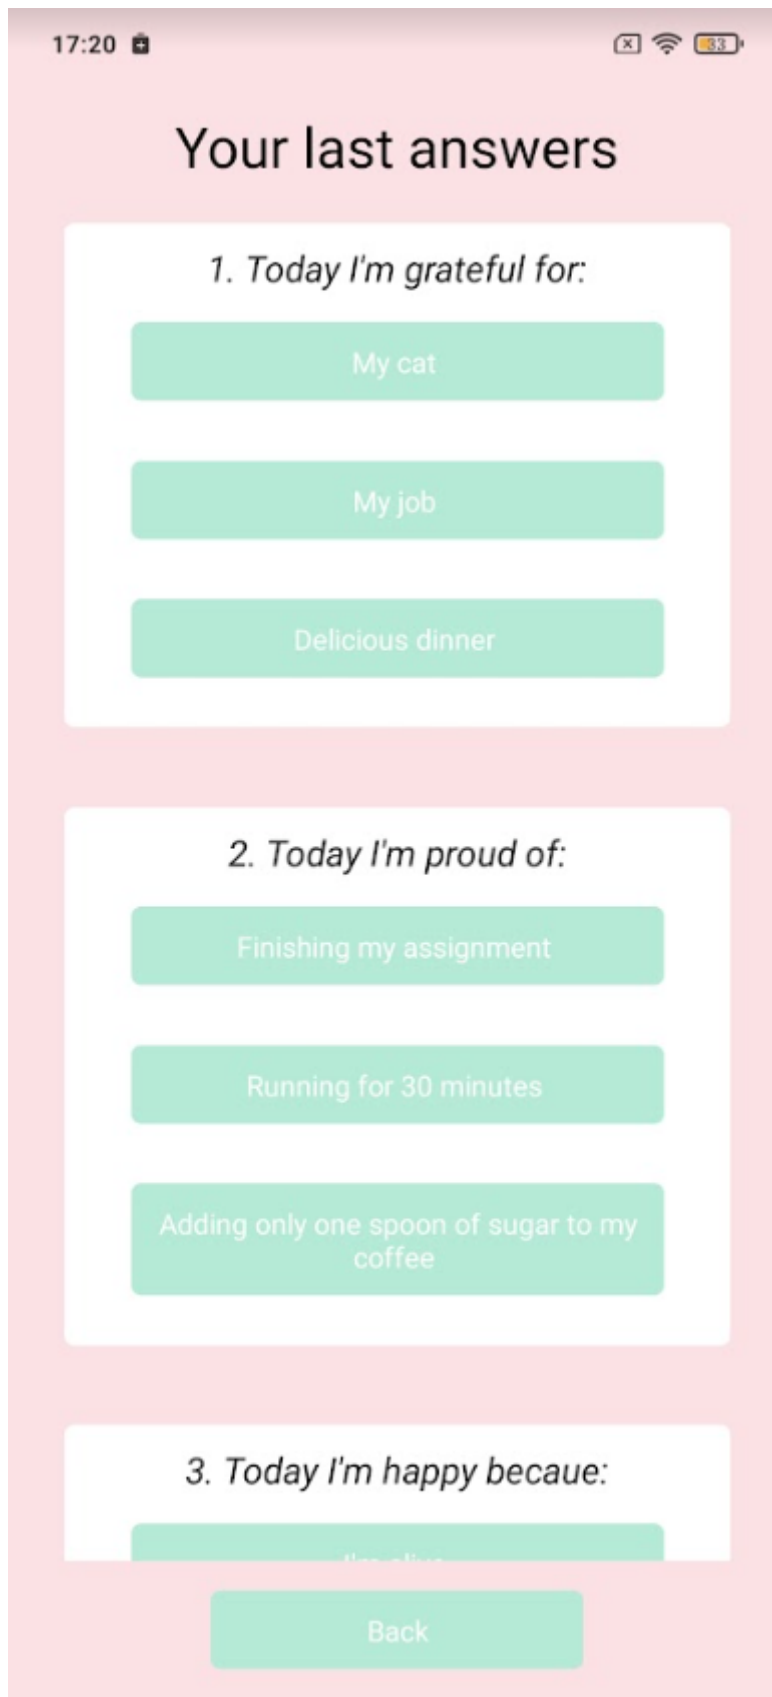 17:20
33
Your last answers
1. Today I'm grateful for:
My cat
My job
Delicious dinner
2. Today I'm proud of:
Finishing my assignment
Running for 30 minutes
Adding only one spoon of sugar to my
coffee
3. Today I'm happy becaue:
I'm alive
Back